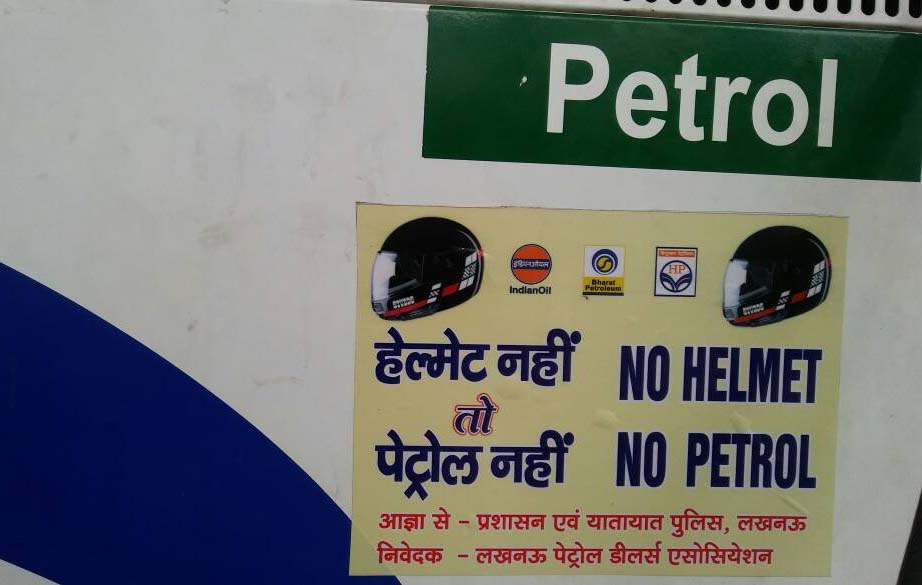 Petrol
इंडियनऑयल
IndianOil
Bharat
Petroleum
HP
हेल्मेट नहीं
तो
पेट्रोल नहीं
NO HELMET
NO PETROL
आज्ञा से - प्रशासन एवं यातायात पुलिस, लखनऊ
निवेदक - लखनऊ पेट्रोल डीलर्स एसोसियेशन